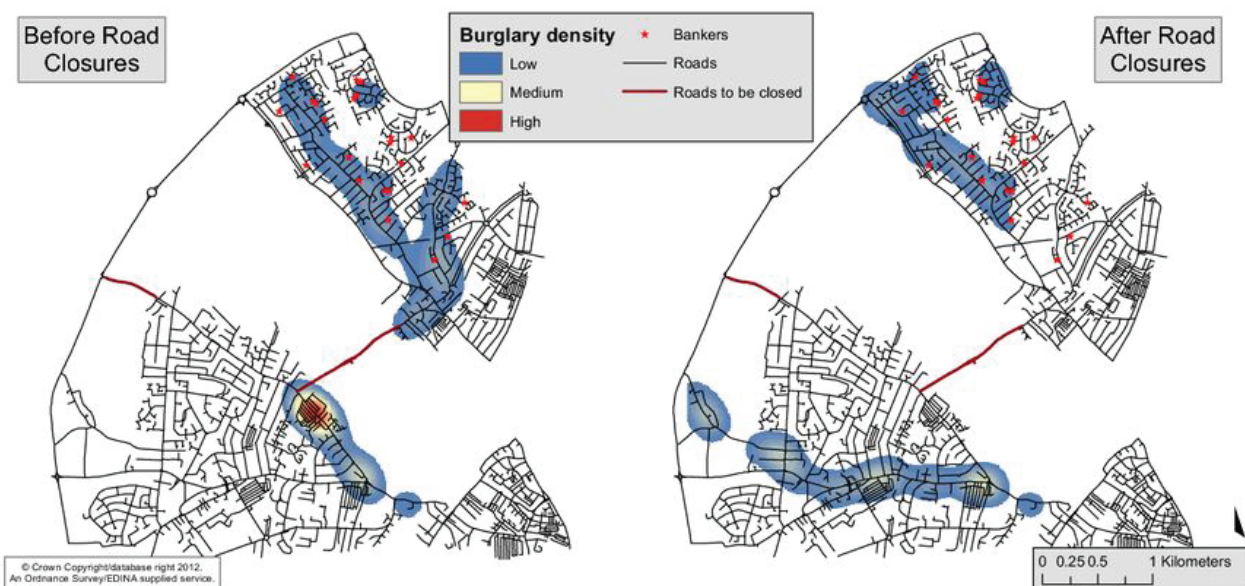 Before Road
Closures
Burglary density
Low
Medium
High
Bankers
Roads
Roads to be closed
After Road
Closures
© Crown Copyright/database right 2012.
An Ordnance Survey/EDINA supplied service.
0 0.25 0.5 1 Kilometers